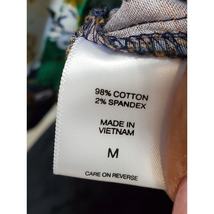 98% COTTON
2% SPANDEX
MADE IN
VIETNAM
M
CARE ON REVERSE